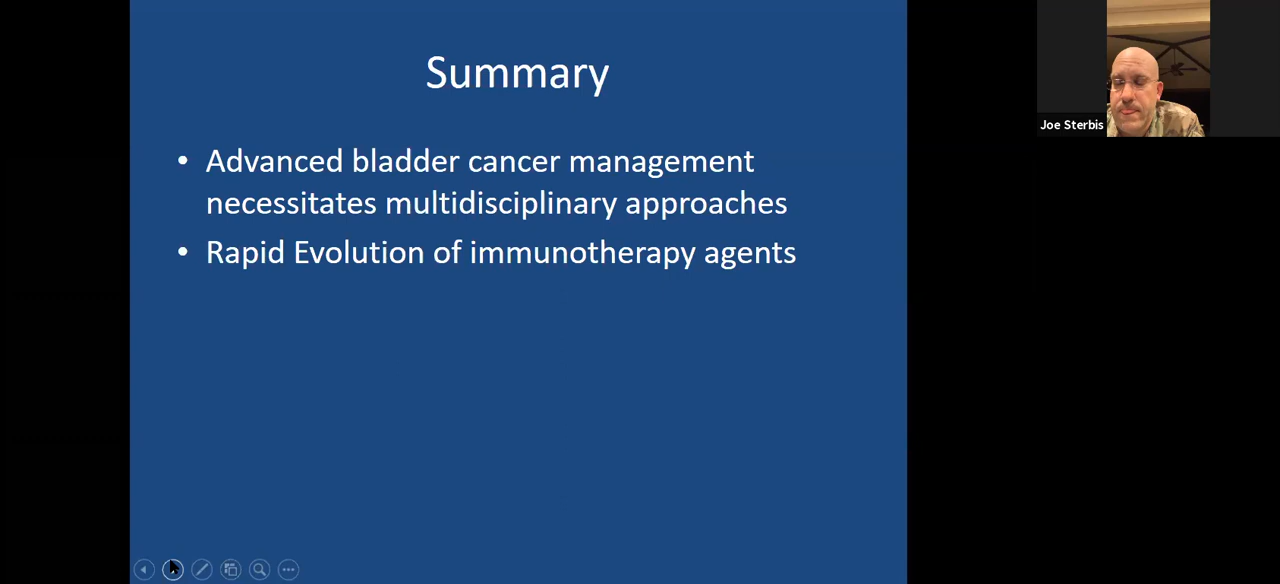 Summary
• Advanced bladder cancer management
necessitates multidisciplinary approaches
• Rapid Evolution of immunotherapy agents
Joe Sterbis